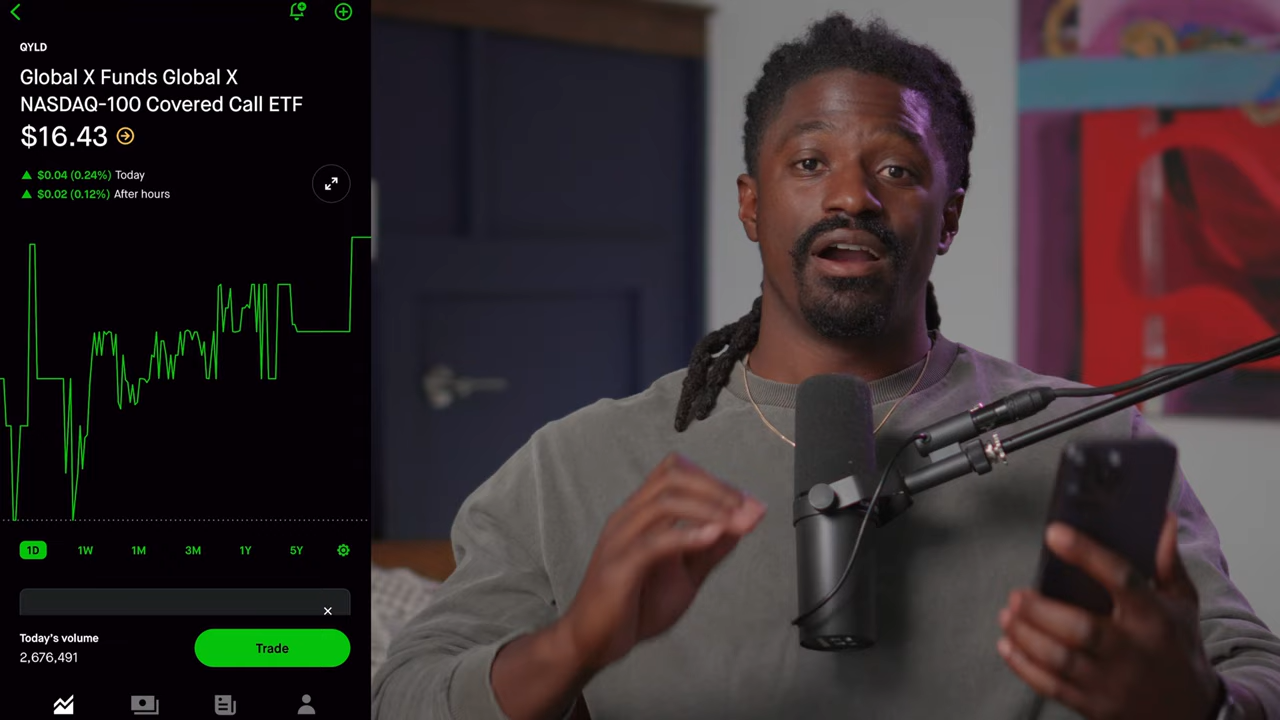 QYLD
Global X Funds Global X
NASDAQ-100 Covered Call ETF
$16.43
$0.04 (0.24%) Today
$0.02 (0.12%) After hours
1D 1W 1M 3M 1Y 5Y
Today's volume
2,676,491
Trade